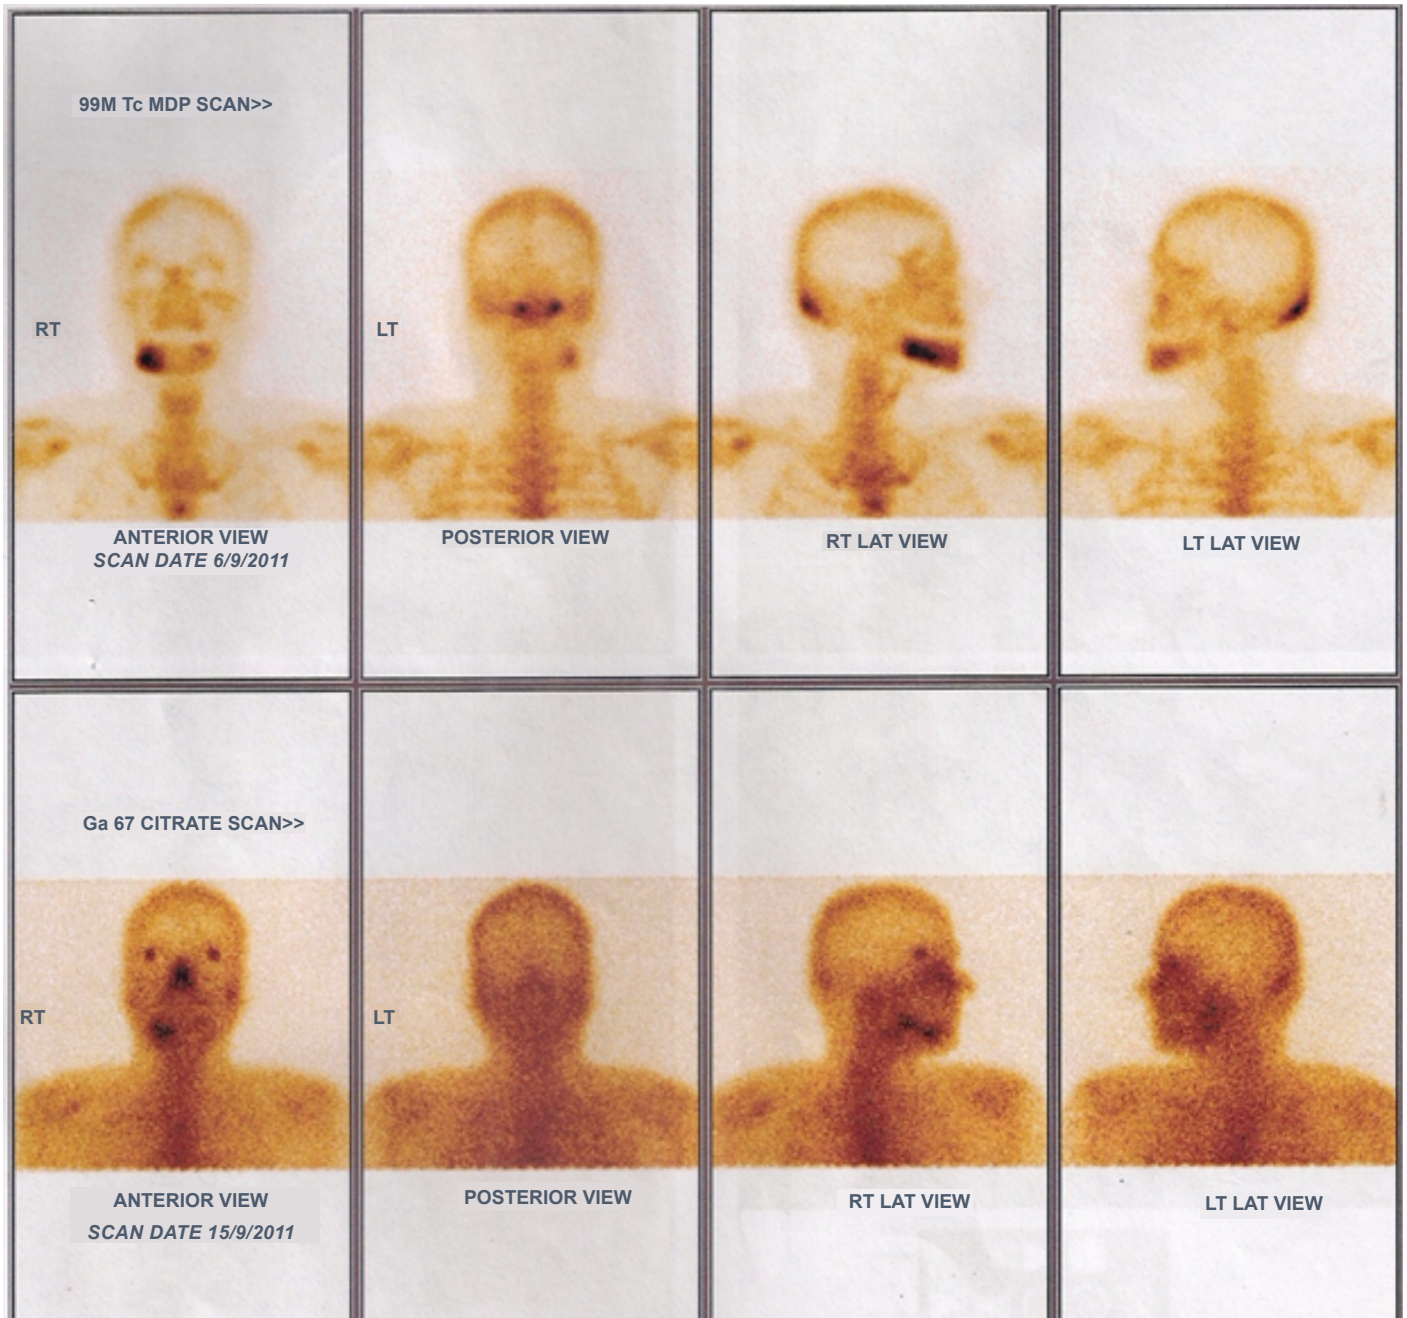 99M Tc MDP SCAN>>
RT
LT
ANTERIOR VIEW
SCAN DATE 6/9/2011
POSTERIOR VIEW
RT LAT VIEW
LT LAT VIEW
Ga 67 CITRATE SCAN>>
RT
LT
ANTERIOR VIEW
SCAN DATE 15/9/2011
POSTERIOR VIEW
RT LAT VIEW
LT LAT VIEW